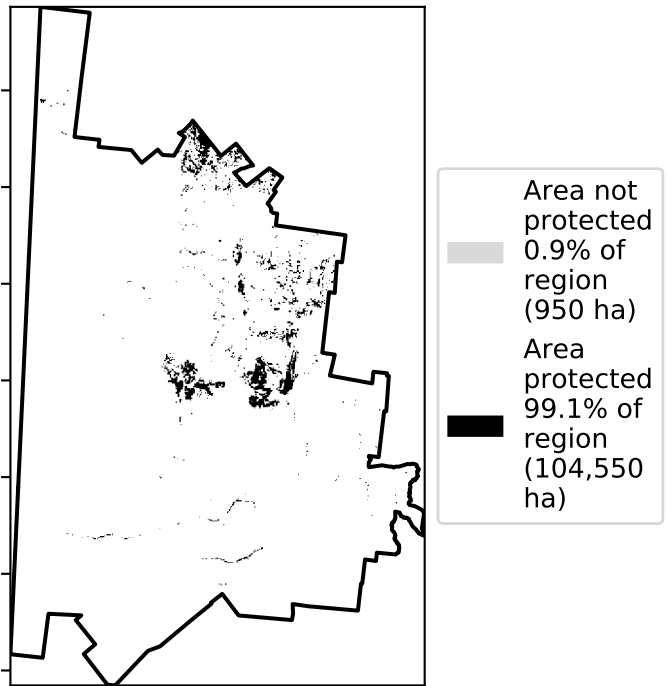 Area not
protected
0.9% of
region
(950 ha)
Area
protected
99.1% of
region
(104,550
ha)